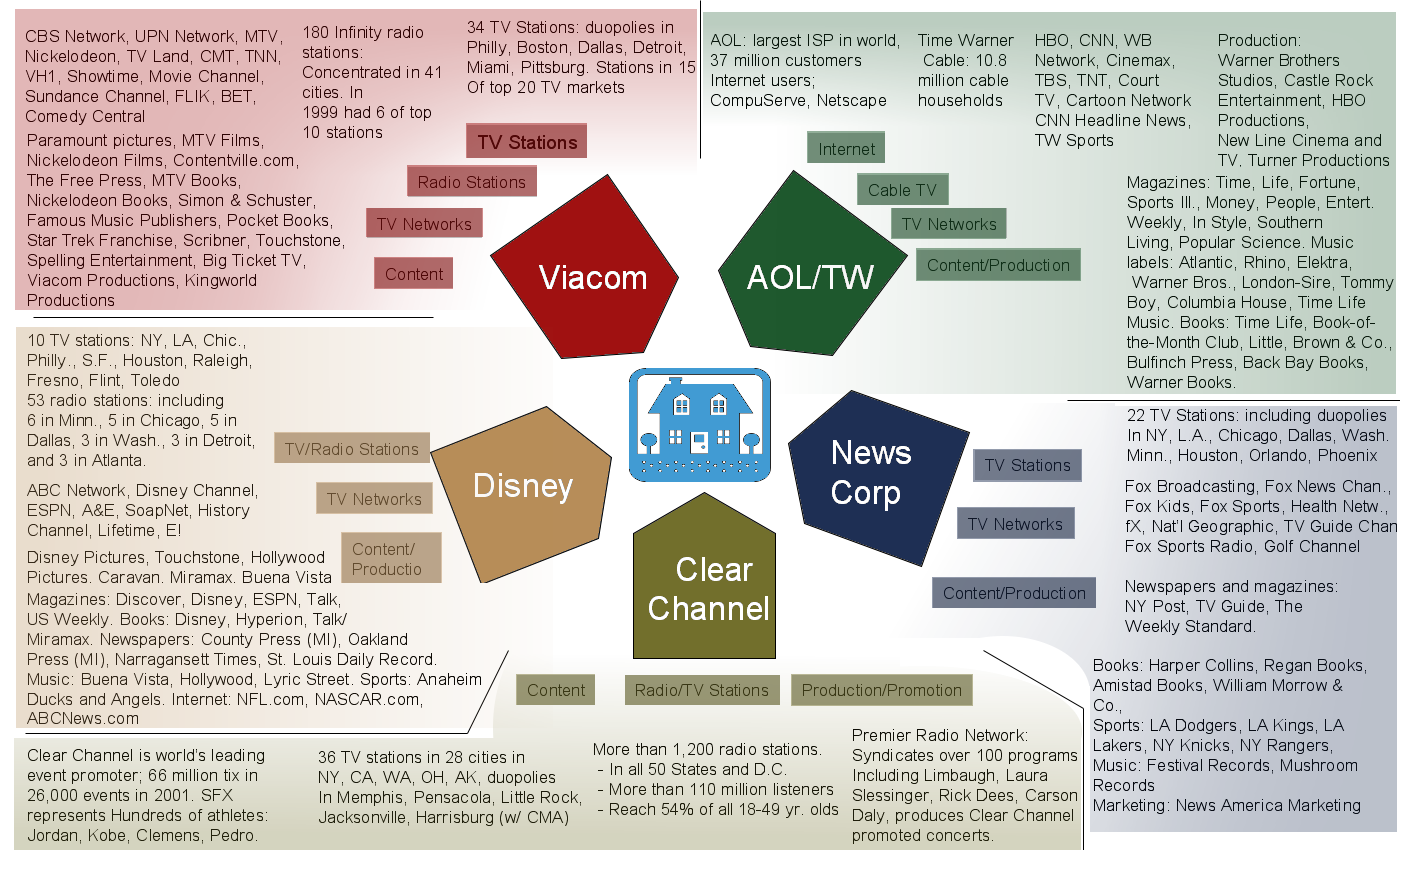 CBS Network, UPN Network, MTV,
Nickelodeon, TV Land, CMT, TNN,
VH1, Showtime, Movie Channel,
Sundance Channel, FLIK, BET,
Comedy Central
Paramount pictures, MTV Films,
Nickelodeon Films, Contentville.com,
The Free Press, MTV Books,
Nickelodeon Books, Simon & Schuster,
Famous Music Publishers, Pocket Books,
Star Trek Franchise, Scribner, Touchstone,
Spelling Entertainment, Big Ticket TV,
Viacom Productions, Kingworld
Productions
180 Infinity radio
stations:
Concentrated in 41
cities. In
1999 had 6 of top
10 stations
34 TV Stations: duopolies in
Philly, Boston, Dallas, Detroit,
Miami, Pittsburg. Stations in 15
Of top 20 TV markets
TV Stations
Radio Stations
TV Networks
Content
Viacom
AOL: largest ISP in world,
37 million customers
Internet users;
CompuServe, Netscape
Time Warner
Cable: 10.8
million cable
households
HBO, CNN, WB
Network, Cinemax,
TBS, TNT, Court
TV, Cartoon Network
CNN Headline News,
TW Sports
Production:
Warner Brothers
Studios, Castle Rock
Entertainment, HBO
Productions,
New Line Cinema and
TV. Turner Productions
Magazines: Time, Life, Fortune,
Sports Ill., Money, People, Entert.
Weekly, In Style, Southern
Living, Popular Science. Music
labels: Atlantic, Rhino, Elektra,
Warner Bros., London-Sire, Tommy
Boy, Columbia House, Time Life
Music. Books: Time Life, Book-of-
the-Month Club, Little, Brown & Co.,
Bulfinch Press, Back Bay Books,
Warner Books.
Internet
Cable TV
TV Networks
Content/Production
AOL/TW
10 TV stations: NY, LA, Chic.,
Philly., S.F., Houston, Raleigh,
Fresno, Flint, Toledo
53 radio stations: including
6 in Minn., 5 in Chicago, 5 in
Dallas, 3 in Wash., 3 in Detroit,
and 3 in Atlanta.
ABC Network, Disney Channel,
ESPN, A&E, SoapNet, History
Channel, Lifetime, E!
Disney Pictures, Touchstone, Hollywood
Pictures. Caravan. Miramax. Buena Vista
Magazines: Discover, Disney, ESPN, Talk,
US Weekly. Books: Disney, Hyperion, Talk/
Miramax. Newspapers: County Press (MI), Oakland
Press (MI), Narragansett Times, St. Louis Daily Record.
Music: Buena Vista, Hollywood, Lyric Street. Sports: Anaheim
Ducks and Angels. Internet: NFL.com, NASCAR.com,
ABCNews.com
TV/Radio Stations
TV Networks
Content/
Productio
Disney
News
Corp
TV Stations
TV Networks
Content/Production
22 TV Stations: including duopolies
In NY, L.A., Chicago, Dallas, Wash.
Minn., Houston, Orlando, Phoenix
Fox Broadcasting, Fox News Chan.,
Fox Kids, Fox Sports, Health Netw.,
fX, Nat'l Geographic, TV Guide Chan
Fox Sports Radio, Golf Channel
Newspapers and magazines:
NY Post, TV Guide, The
Weekly Standard.
Books: Harper Collins, Regan Books,
Amistad Books, William Morrow &
Co.,
Sports: LA Dodgers, LA Kings, LA
Lakers, NY Knicks, NY Rangers,
Music: Festival Records, Mushroom
Records
Marketing: News America Marketing
Clear
Channel
Content
Radio/TV Stations
Production/Promotion
Clear Channel is world's leading
event promoter; 66 million tix in
26,000 events in 2001. SFX
represents Hundreds of athletes:
Jordan, Kobe, Clemens, Pedro.
36 TV stations in 28 cities in
NY, CA, WA, OH, AK, duopolies
In Memphis, Pensacola, Little Rock,
Jacksonville, Harrisburg (w/ CMA)
More than 1,200 radio stations.
- In all 50 States and D.C.
- More than 110 million listeners
- Reach 54% of all 18-49 yr. olds
Premier Radio Network:
Syndicates over 100 programs
Including Limbaugh, Laura
Slessinger, Rick Dees, Carson
Daly, produces Clear Channel
promoted concerts.